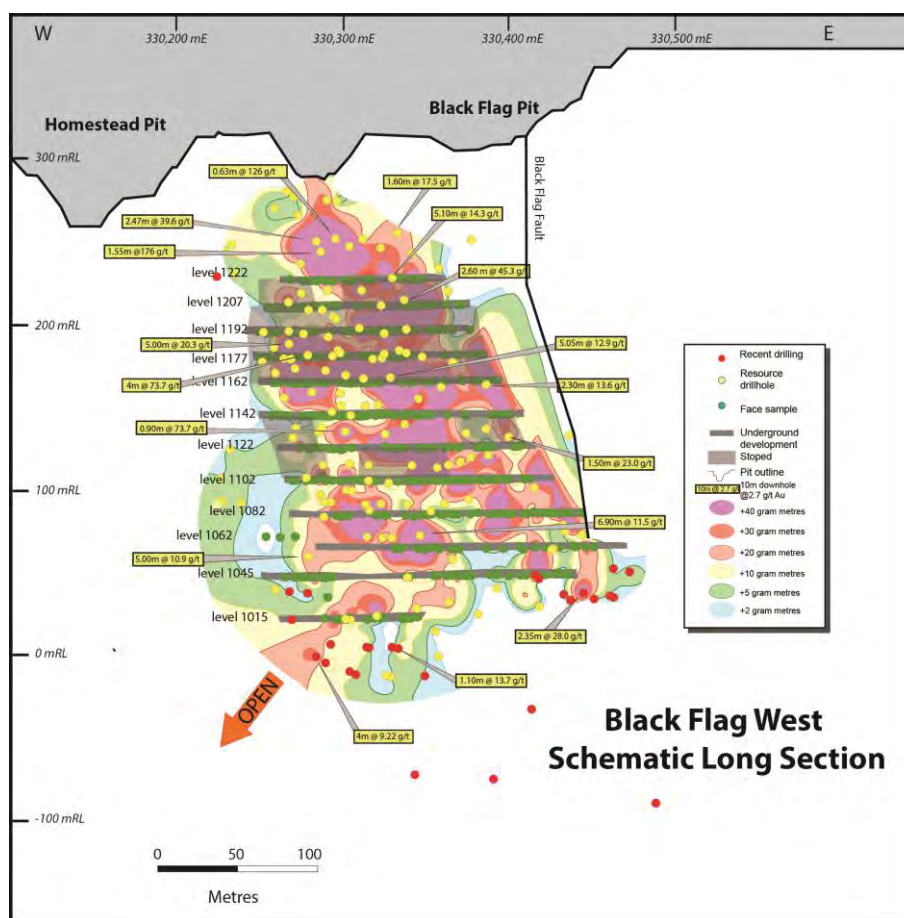 W
330,200 mE
330,300 mE
330,400 mE
330,500 mE
E
Black Flag Pit
Homestead Pit
300 mRL
0.63m @ 126 g/t
1.60m @ 17.5 g/t
Black Flag Fault
2.47m @ 39.6 g/t
5.10m @ 14.3 g/t
1.55m @176 g/t
level 1222
2.60 m @ 45.3 g/t
level 1207
200 mRL
level 1192
5.00m @ 20.3 g/t
5.05m @ 12.9 g/t
level 1177
4m @ 73.7 g/t
level 1162
2.30m @ 13.6 g/t
level 1142
0.90m @ 73.7 g/t
level 1122
1.50m @ 23.0 g/t
level 1102
100 mRL
level 1082
6.90m @ 11.5 g/t
level 1062
5.00m @ 10.9 g/t
level 1045
2.35m @ 28.0 g/t
level 1015
0 mRL
1.10m @ 13.7 g/t
OPEN
4m @ 9.22 g/t
-100 mRL
Recent drilling
Resource
drillhole
Face sample
Underground
development
Stoped
Pit outline
10m @ 2.7 g/t
10m downhole
@2.7 g/t Au
+40 gram metres
+30 gram metres
+20 gram metres
+10 gram metres
+5 gram metres
+2 gram metres
Black Flag West
Schematic Long Section
0 50 100
Metres